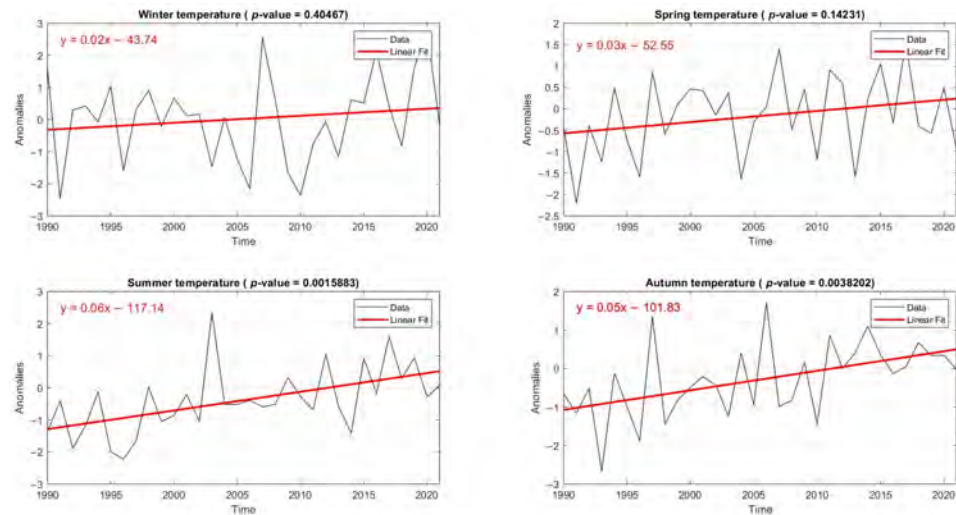 Winter temperature ( p-value = 0.40467)
y = 0.02x − 43.74
Data
Linear Fit
3
2
1
0
−1
−2
−3
Anomalies
1990 1995 2000 2005 2010 2015 2020
Time
Spring temperature ( p-value = 0.14231)
y = 0.03x − 52.55
Data
Linear Fit
2
1.5
1
0.5
0
−0.5
−1
−1.5
−2
−2.5
Anomalies
1990 1995 2000 2005 2010 2015 2020
Time
Summer temperature ( p-value = 0.0015883)
y = 0.06x − 117.14
Data
Linear Fit
3
2
1
0
−1
−2
−3
Anomalies
1990 1995 2000 2005 2010 2015 2020
Time
Autumn temperature ( p-value = 0.0038202)
y = 0.05x − 101.83
Data
Linear Fit
2
1
0
−1
−2
−3
Anomalies
1990 1995 2000 2005 2010 2015 2020
Time